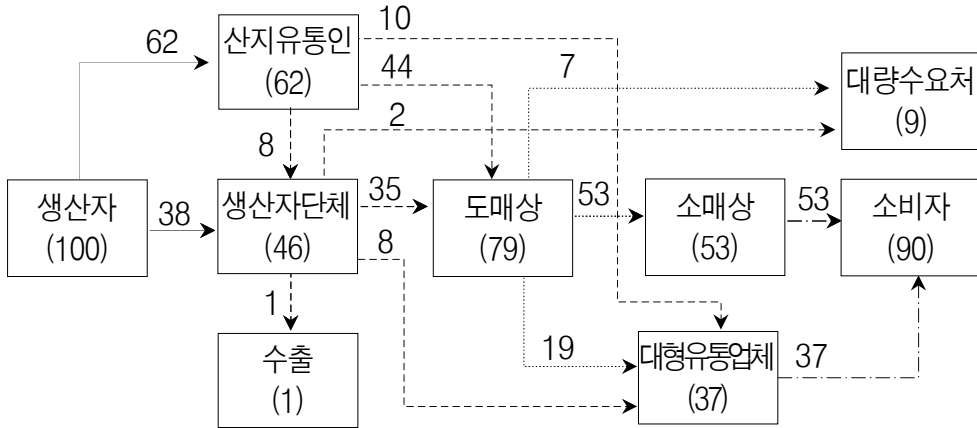 10
62
산지유통인
(62)
44
7
대량수요처
(9)
8
2
생산자
(100)
38
생산자단체
(46)
35
도매상
(79)
53
소매상
(53)
53
소비자
(90)
8
1
수출
(1)
19
대형유통업체
(37)
37